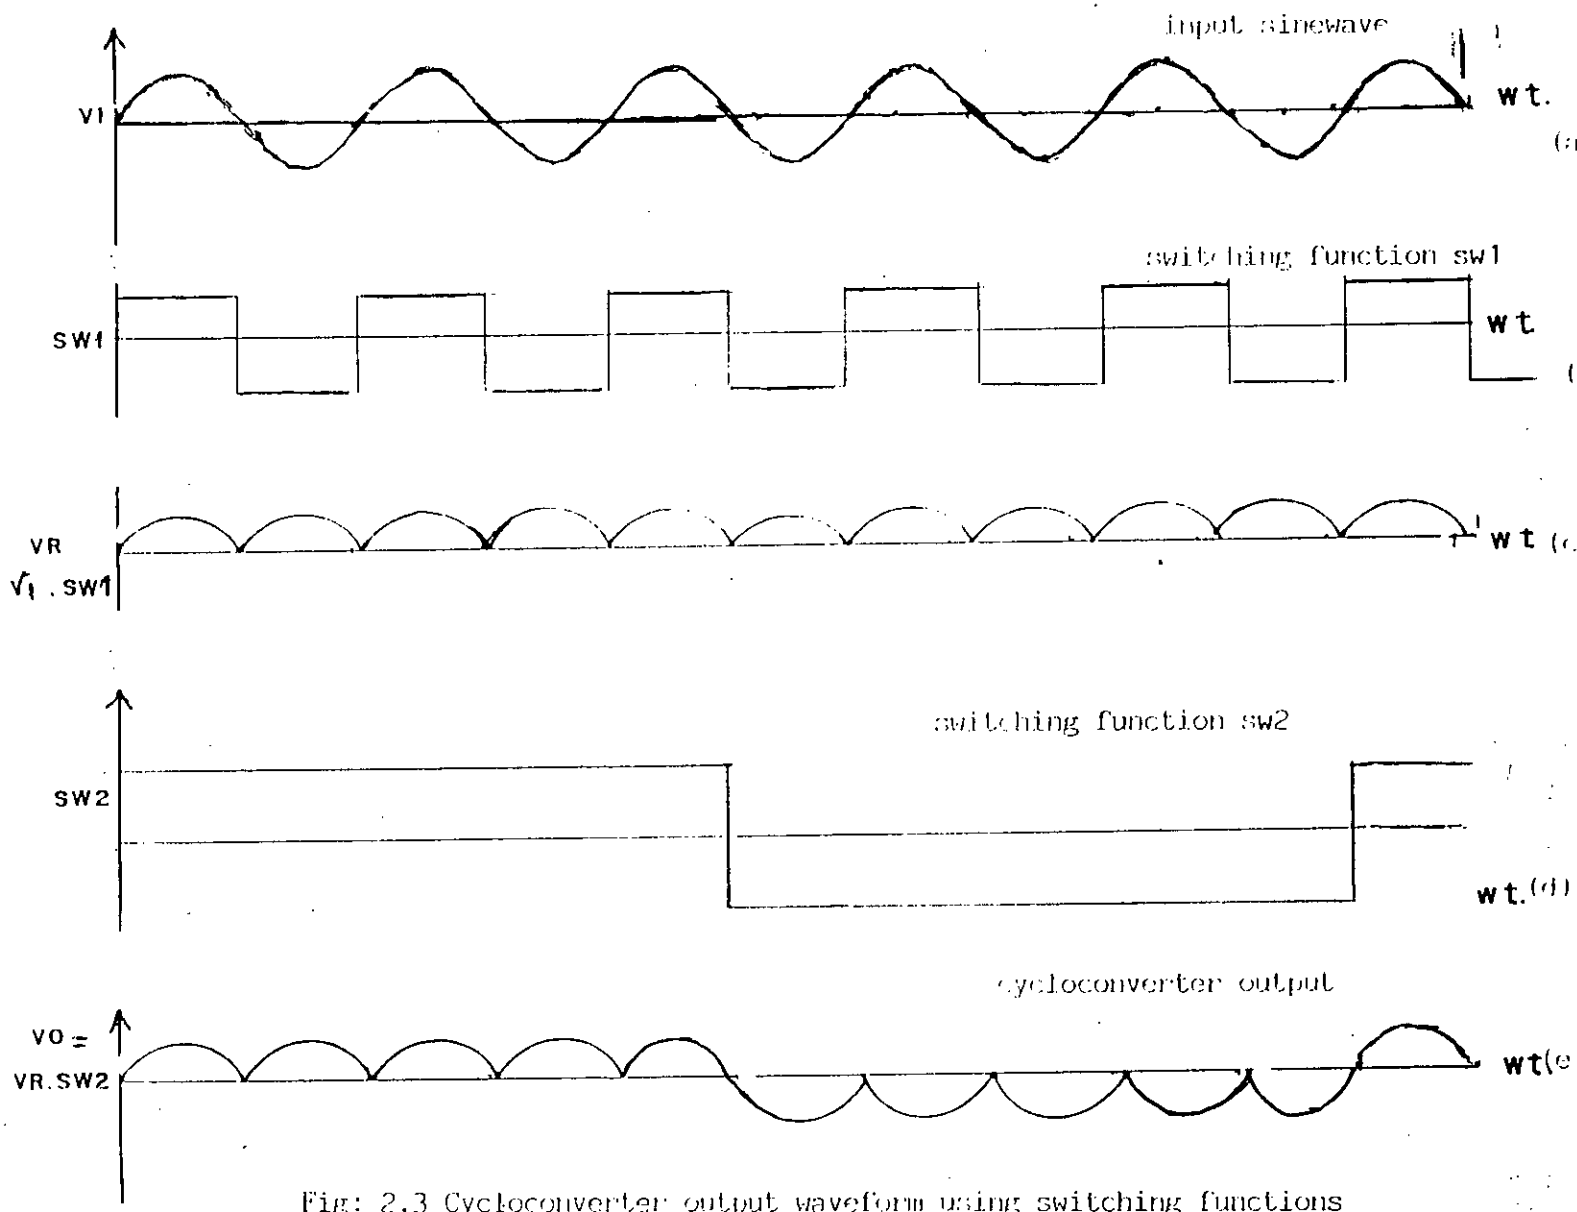 input sinewave
V1
wt.
switching function sw1
SW1
wt
VR
V1 . SW1
wt
switching function sw2
SW2
wt. (d)
cycloconverter output
VO =
VR.SW2
wt (e
Fig: 2.3 Cycloconverter output waveform using switching functions